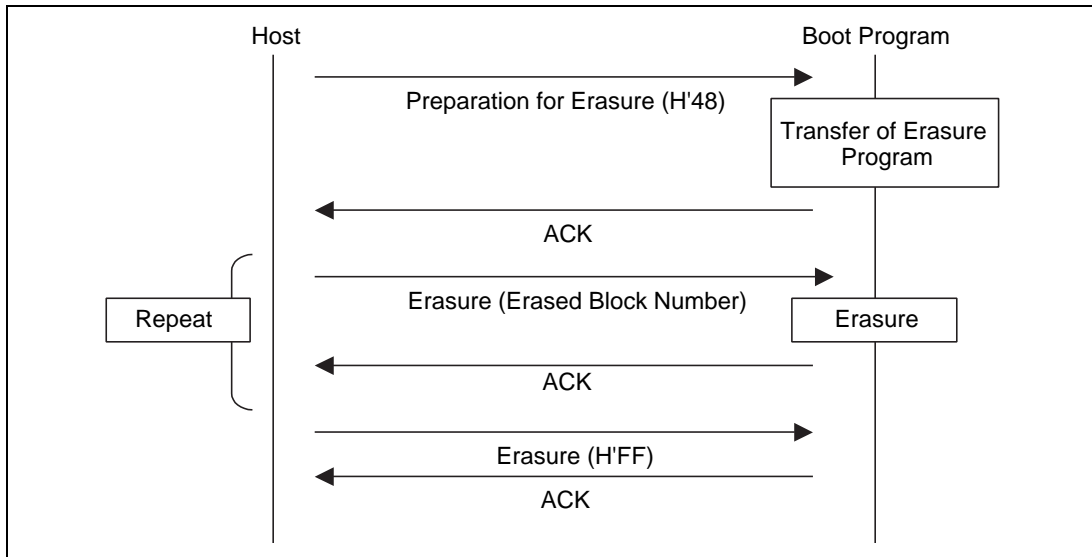 Host
Boot Program
Preparation for Erasure (H'48)
Transfer of Erasure
Program
ACK
Erasure (Erased Block Number)
Repeat
Erasure
ACK
Erasure (H'FF)
ACK